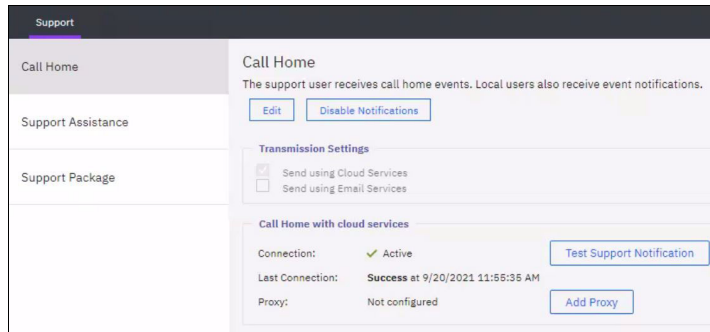 Support
Call Home
Support Assistance
Support Package
Call Home
The support user receives call home events. Local users also receive event notifications.
Edit
Disable Notifications
Transmission Settings
Send using Cloud Services
Send using Email Services
Call Home with cloud services
Connection: Active
Test Support Notification
Last Connection: Success at 9/20/2021 11:55:35 AM
Proxy: Not configured
Add Proxy